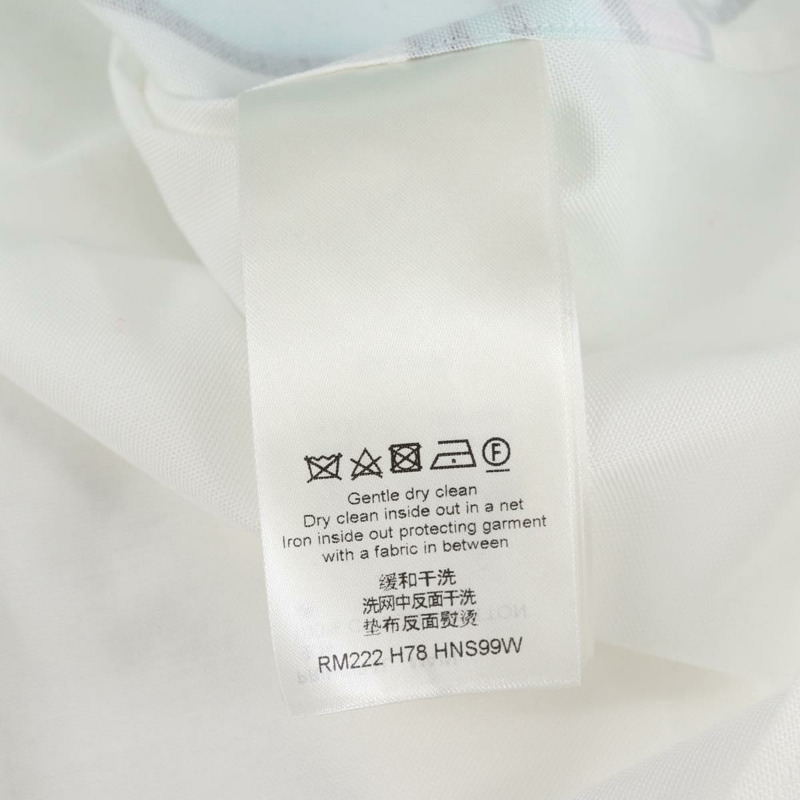 F
Gentle dry clean
Dry clean inside out in a net
Iron inside out protecting garment
with a fabric in between
缓和干洗
洗网中反面干洗
垫布反面熨烫
RM222 H78 HNS99W